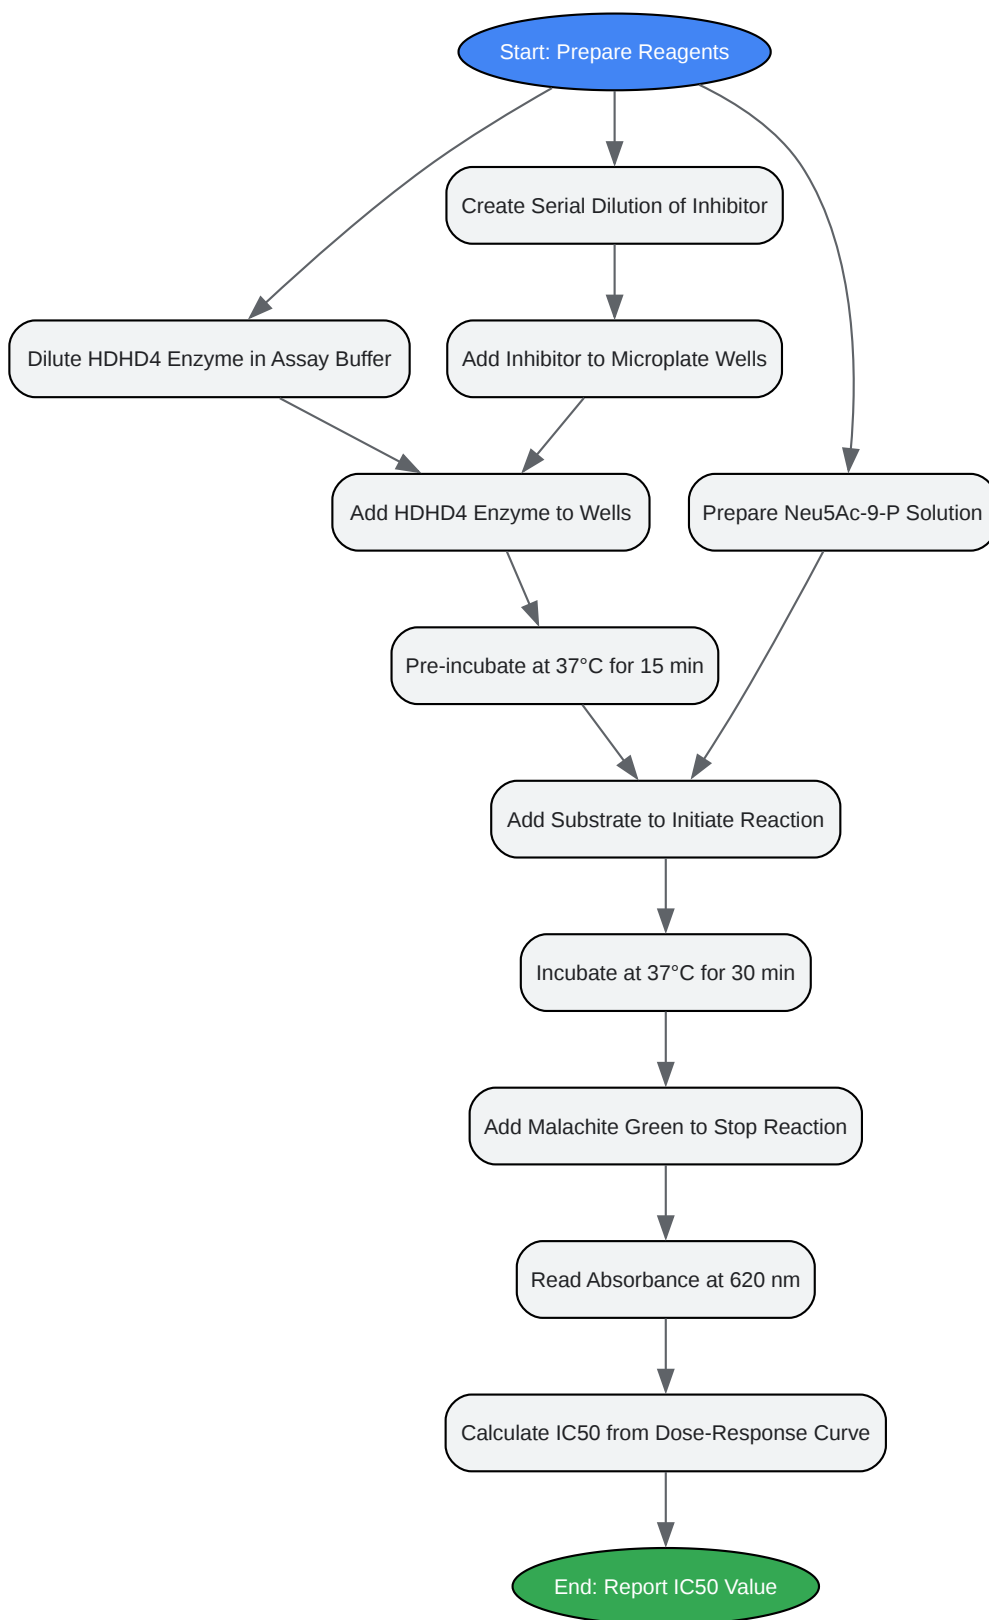 Start: Prepare Reagents
Create Serial Dilution of Inhibitor
Dilute HDHD4 Enzyme in Assay Buffer
Add Inhibitor to Microplate Wells
Add HDHD4 Enzyme to Wells
Prepare Neu5Ac-9-P Solution
Pre-incubate at 37°C for 15 min
Add Substrate to Initiate Reaction
Incubate at 37°C for 30 min
Add Malachite Green to Stop Reaction
Read Absorbance at 620 nm
Calculate IC50 from Dose-Response Curve
End: Report IC50 Value